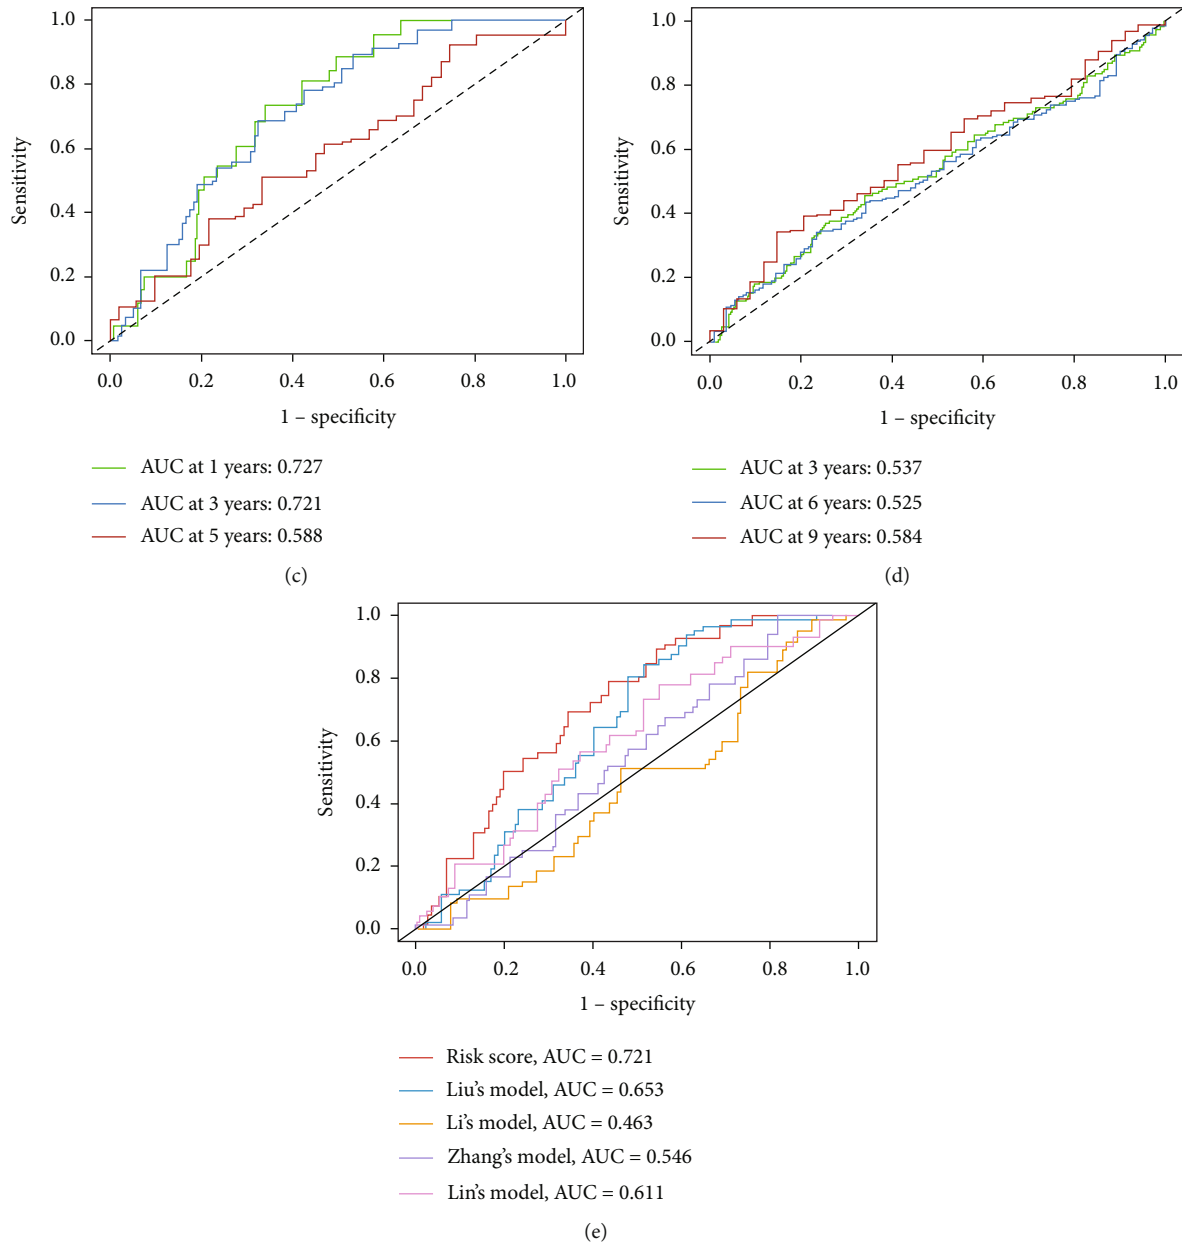 1.0
0.8
0.6
0.4
0.2
0.0
Sensitivity
0.0 0.2 0.4 0.6 0.8 1.0
1 – specificity
AUC at 1 years: 0.727
AUC at 3 years: 0.721
AUC at 5 years: 0.588
(c)
1.0
0.8
0.6
0.4
0.2
0.0
Sensitivity
0.0 0.2 0.4 0.6 0.8 1.0
1 – specificity
AUC at 3 years: 0.537
AUC at 6 years: 0.525
AUC at 9 years: 0.584
(d)
1.0
0.8
0.6
0.4
0.2
0.0
Sensitivity
0.0 0.2 0.4 0.6 0.8 1.0
1 – specificity
Risk score, AUC = 0.721
Liu's model, AUC = 0.653
Li's model, AUC = 0.463
Zhang's model, AUC = 0.546
Lin's model, AUC = 0.611
(e)